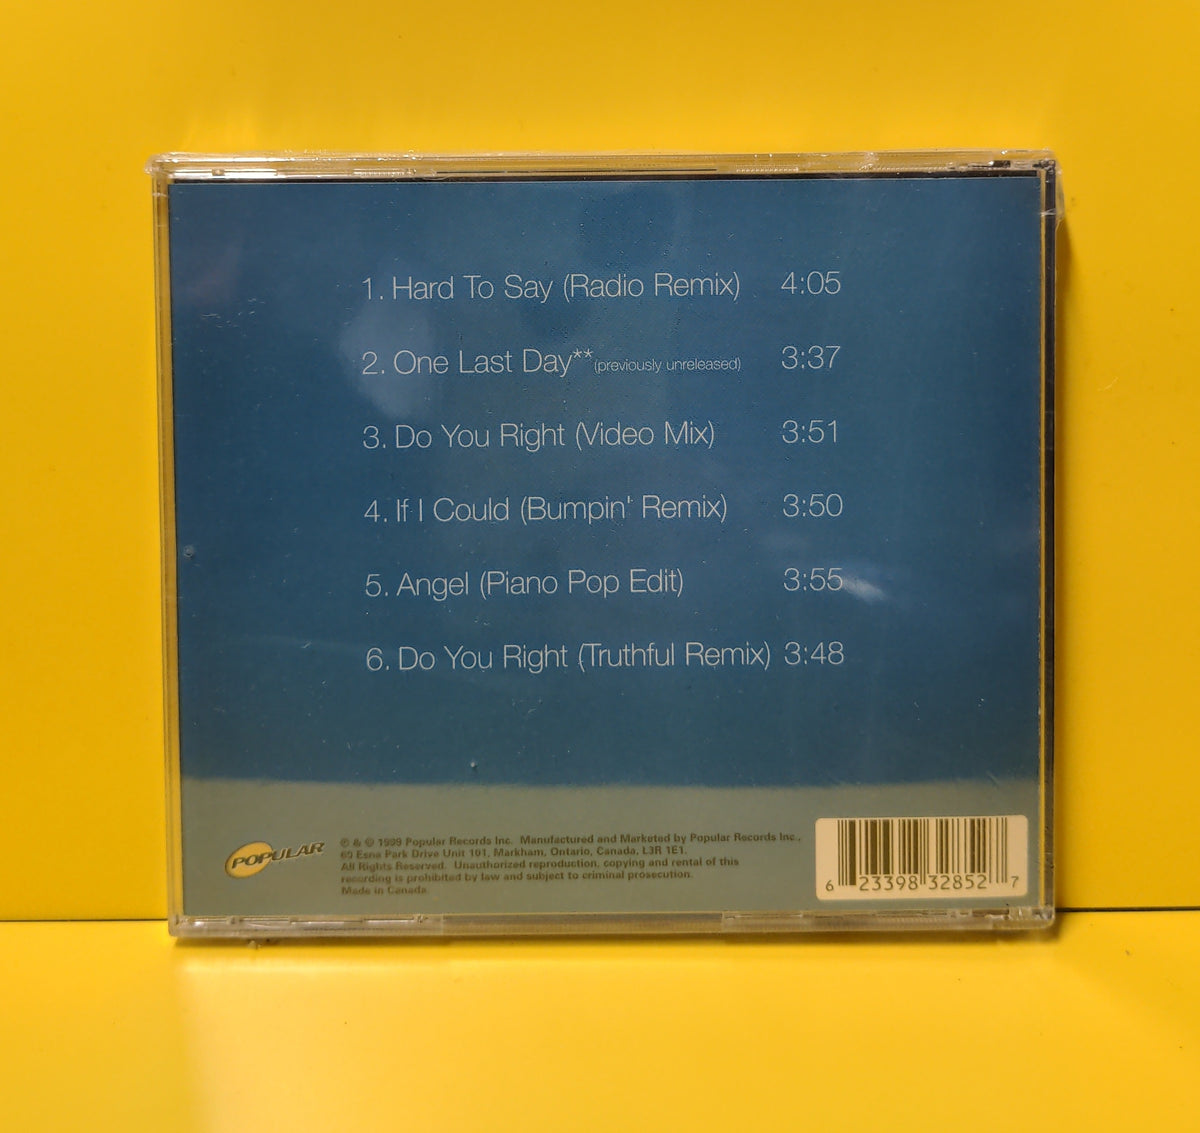 1. Hard To Say (Radio Remix) 4:05
2. One Last Day** (previously unreleased) 3:37
3. Do You Right (Video Mix) 3:51
4. If I Could (Bumpin' Remix) 3:50
5. Angel (Piano Pop Edit) 3:55
6. Do You Right (Truthful Remix) 3:48
POPULAR
℗ & © 1999 Popular Records Inc. Manufactured and Marketed by Popular Records Inc.,
60 Esna Park Drive Unit 101, Markham, Ontario, Canada, L3R 1E1.
All Rights Reserved. Unauthorized reproduction, copying and rental of this
recording is prohibited by law and subject to criminal prosecution.
Made in Canada.
6 23398 32852 7